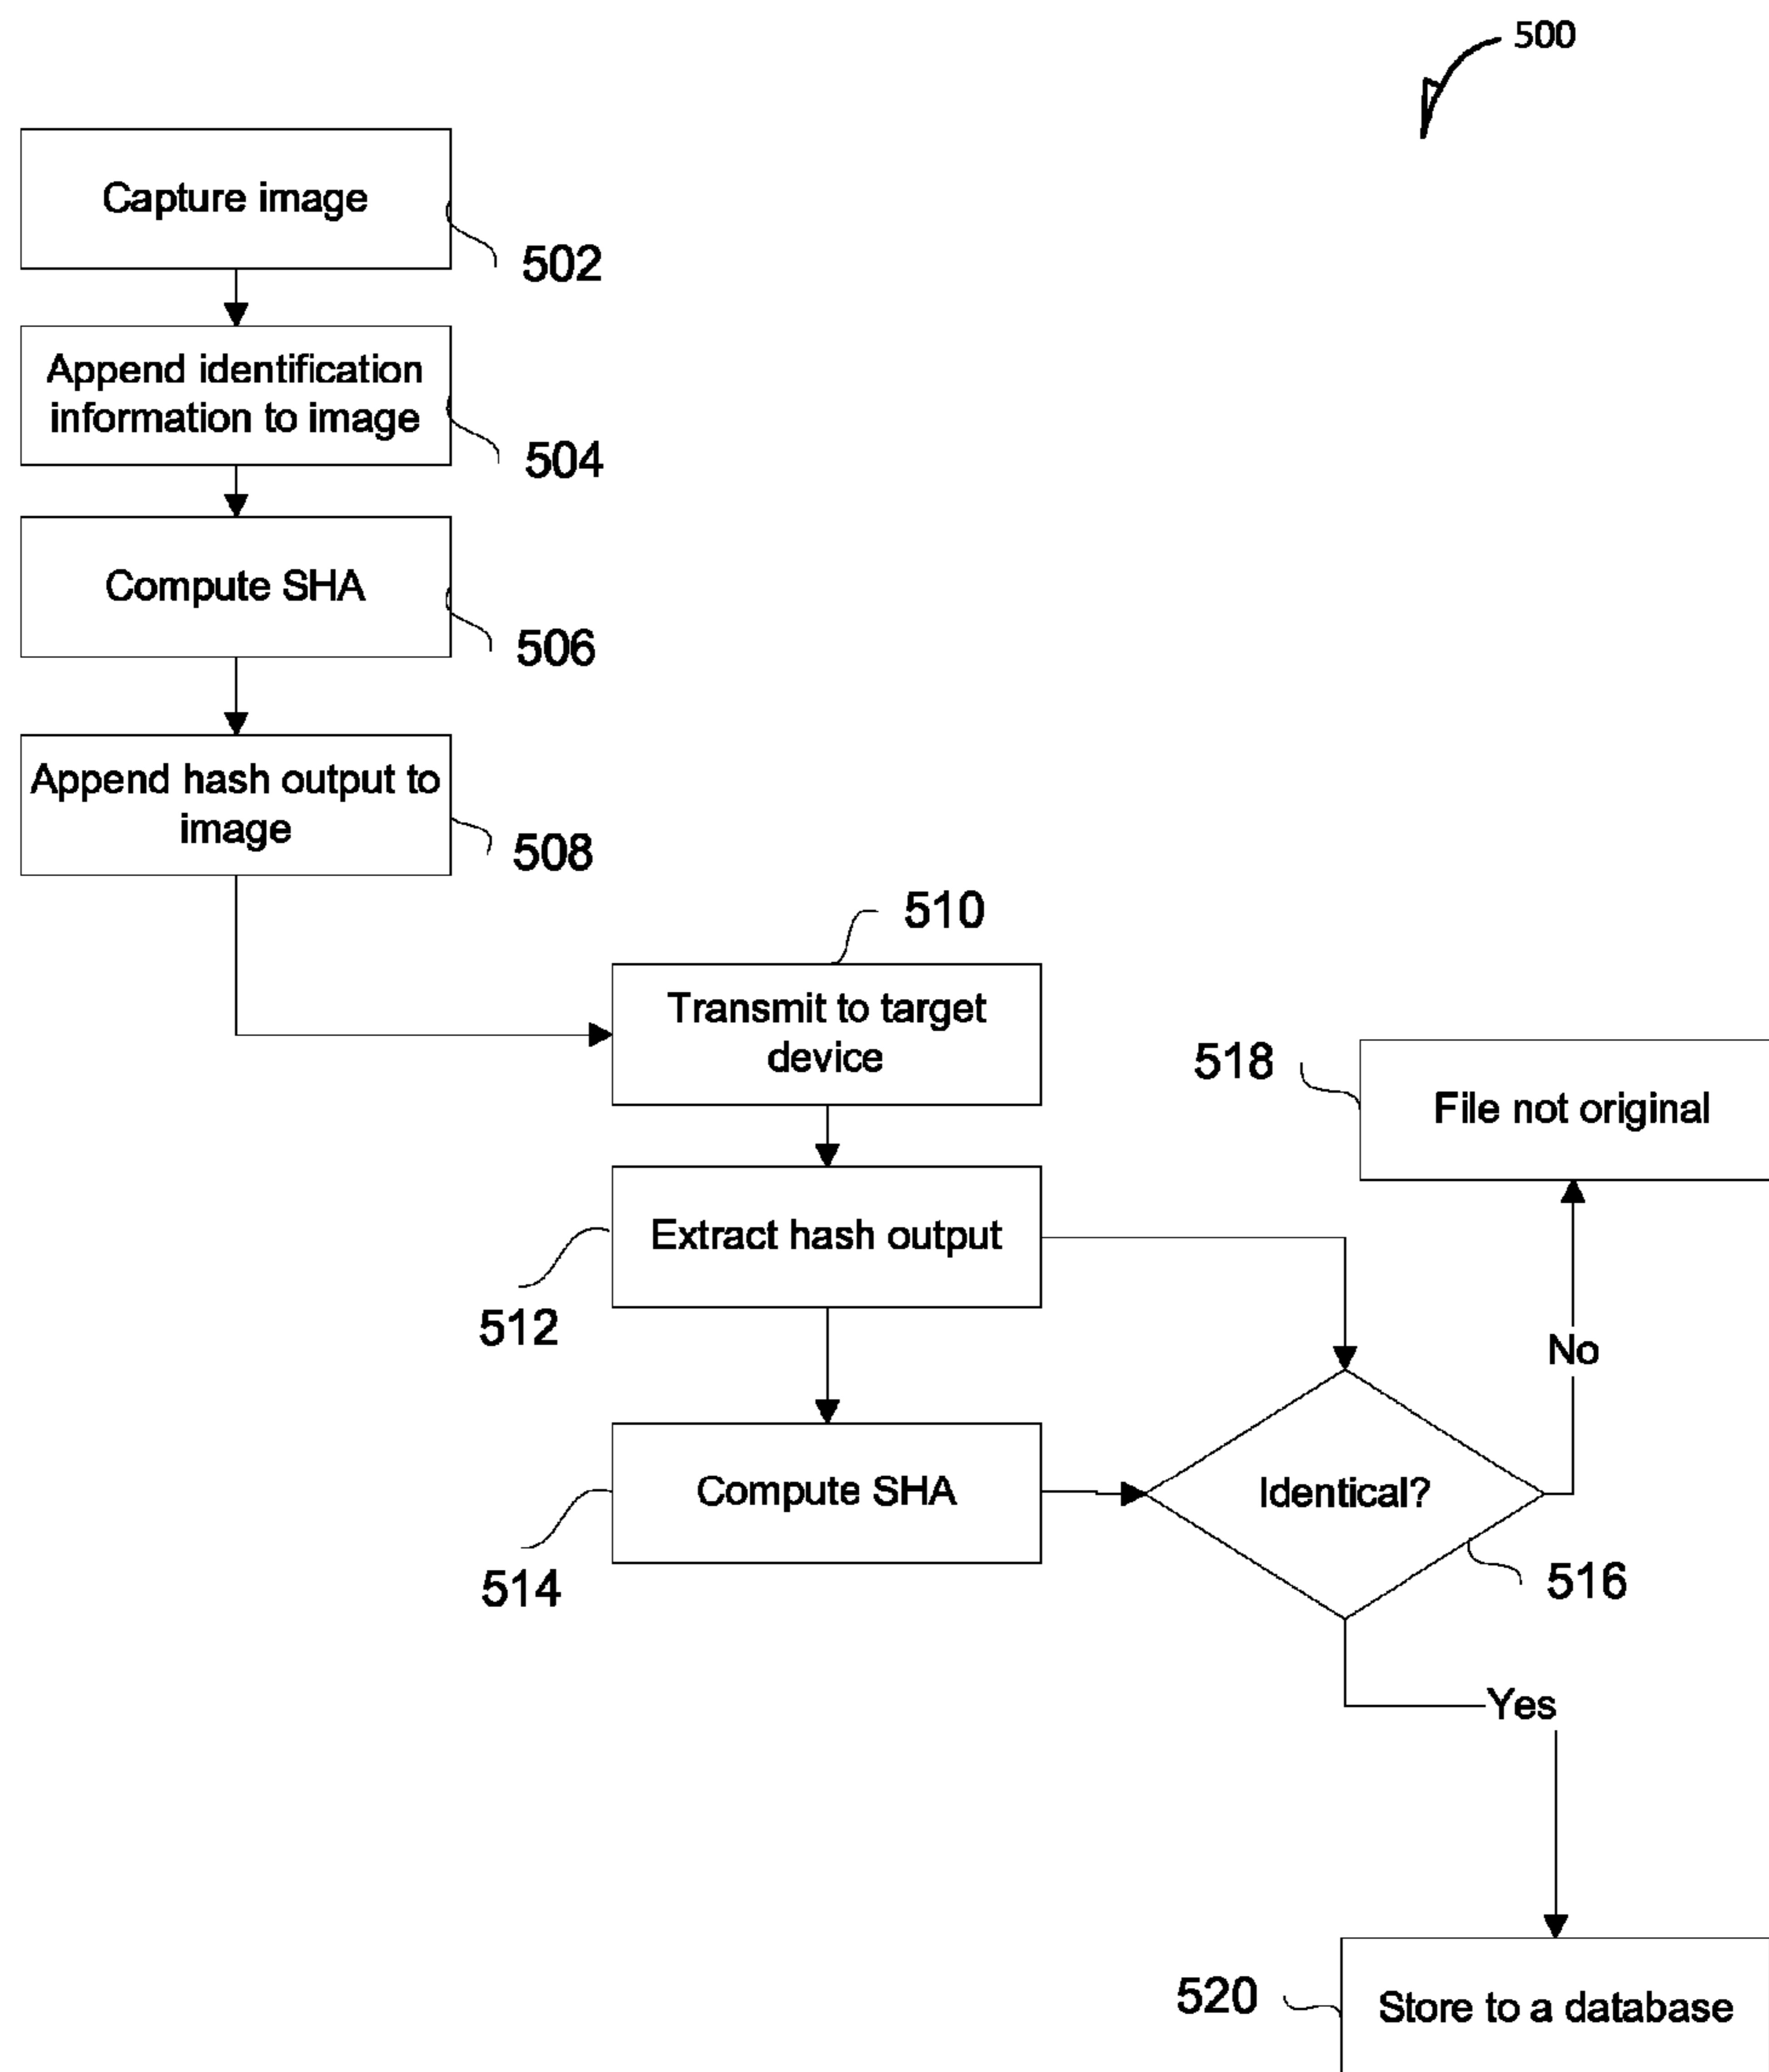 500
Capture image
502
Append identification
information to image
504
Compute SHA
506
Append hash output to
image
508
510
Transmit to target
device
518
File not original
Extract hash output
512
No
Compute SHA
Identical?
514
516
Yes
520
Store to a database